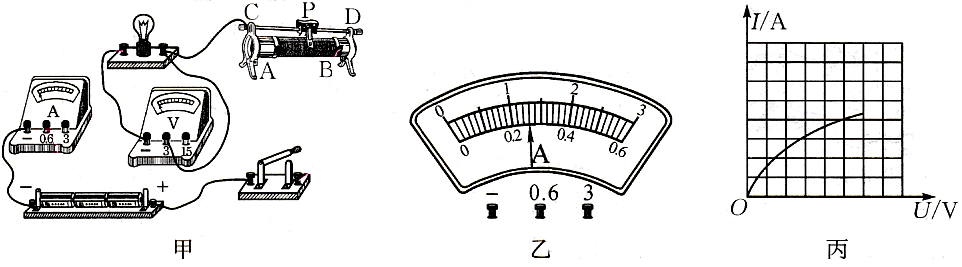 C P D
A B
A
− 0.6 3
V
− 3 15
− +
甲
0 1 2 3
0 0.2 0.4 0.6
A
− 0.6 3
乙
I/A
O U/V
丙